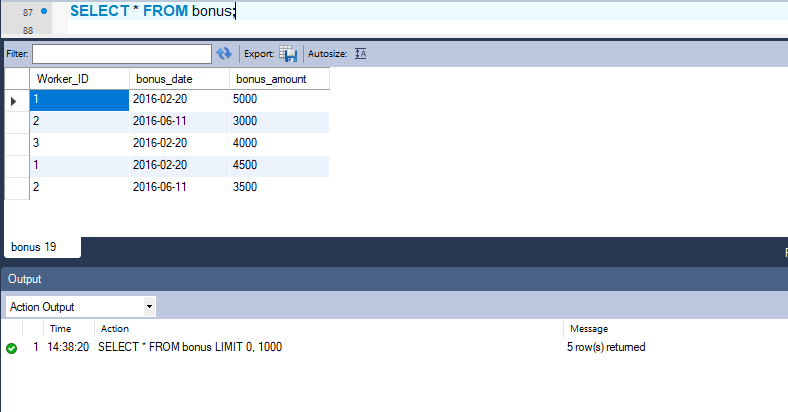 87 SELECT * FROM bonus;
88
Filter: Export: Autosize:
Worker_ID bonus_date bonus_amount
1 2016-02-20 5000
2 2016-06-11 3000
3 2016-02-20 4000
1 2016-02-20 4500
2 2016-06-11 3500
bonus 19
Output
Action Output
Time Action Message
1 14:38:20 SELECT * FROM bonus LIMIT 0, 1000 5 row(s) returned